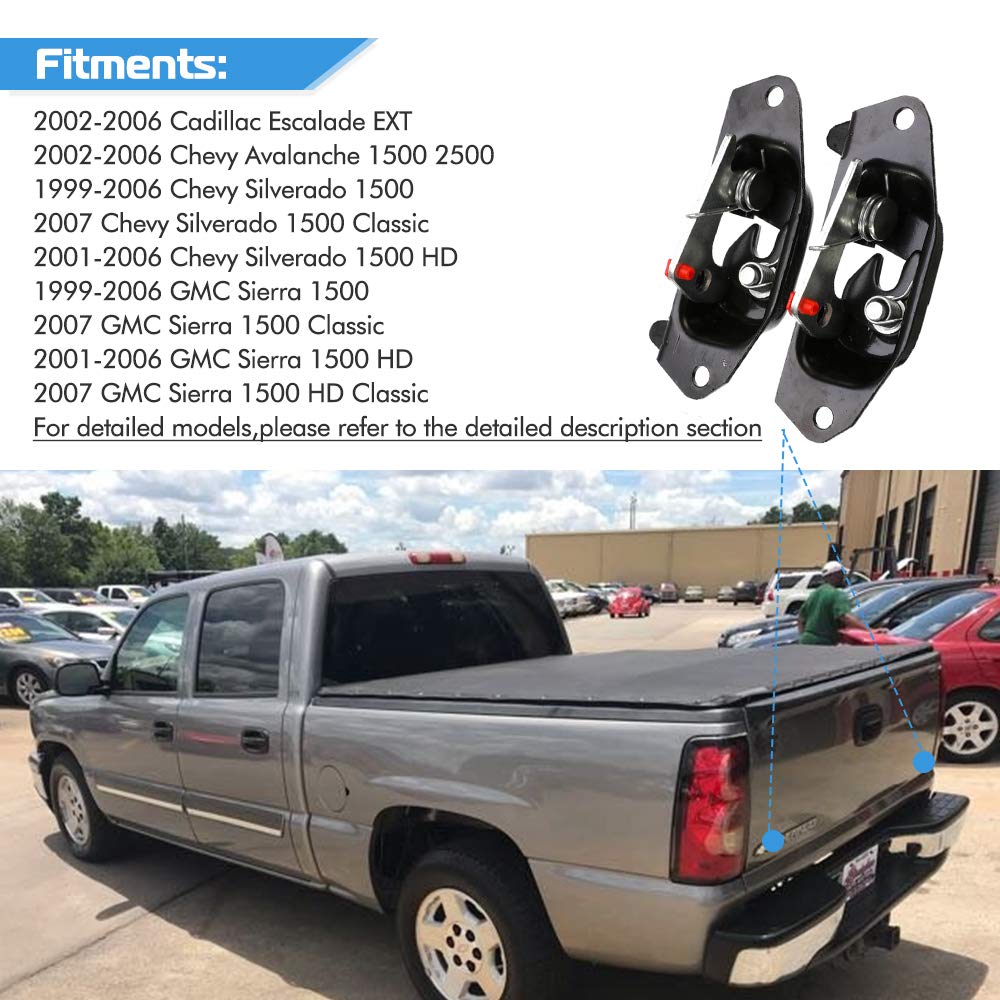 Fitments:
2002-2006 Cadillac Escalade EXT
2002-2006 Chevy Avalanche 1500 2500
1999-2006 Chevy Silverado 1500
2007 Chevy Silverado 1500 Classic
2001-2006 Chevy Silverado 1500 HD
1999-2006 GMC Sierra 1500
2007 GMC Sierra 1500 Classic
2001-2006 GMC Sierra 1500 HD
2007 GMC Sierra 1500 HD Classic
For detailed models,please refer to the detailed description section